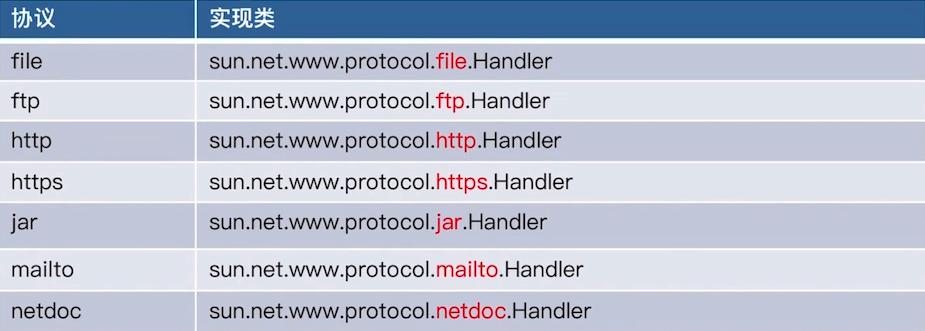 协议 实现类
file sun.net.www.protocol.file.Handler
ftp sun.net.www.protocol.ftp.Handler
http sun.net.www.protocol.http.Handler
https sun.net.www.protocol.https.Handler
jar sun.net.www.protocol.jar.Handler
mailto sun.net.www.protocol.mailto.Handler
netdoc sun.net.www.protocol.netdoc.Handler